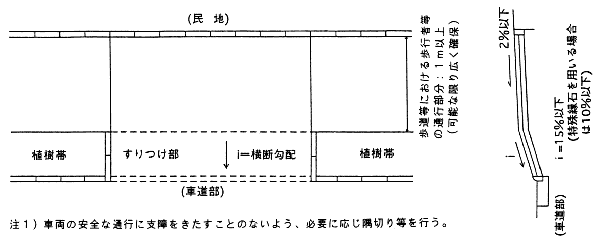 (民 地)
歩道等における歩行者等
の通行部分：1m以上
(可能な限り広く確保)
植樹帯
すりつけ部
i＝横断勾配
植樹帯
(車道部)
2％以下
i
i＝15％以下
(特殊縁石を用いる場合
は10％以下)
(車道部)
注1）車両の安全な通行に支障をきたすことのないよう、必要に応じ隅切り等を行う。